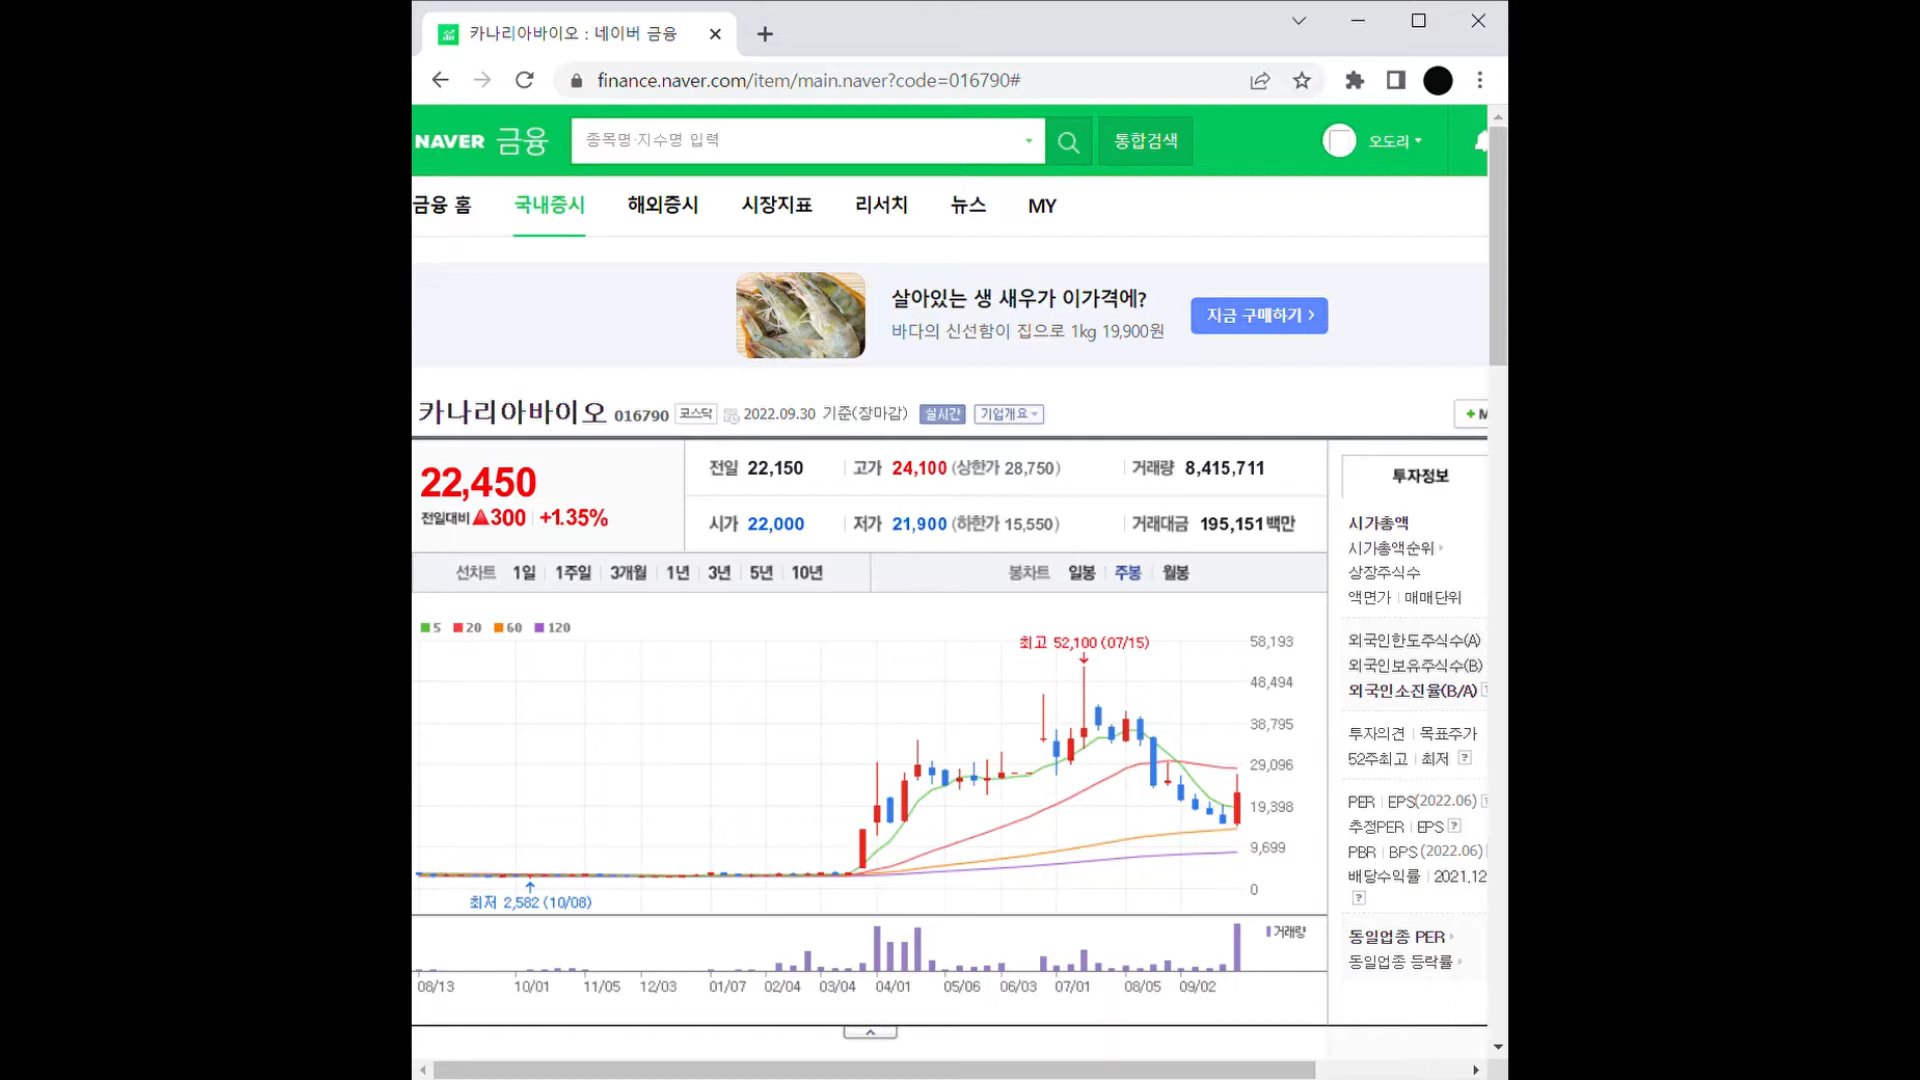 카나리아바이오 : 네이버 금융
finance.naver.com/item/main.naver?code=016790#
NAVER 금융 종목명·지수명 입력 통합검색 오도리
금융 홈 국내증시 해외증시 시장지표 리서치 뉴스 MY
살아있는 생 새우가 이가격에?
바다의 신선함이 집으로 1kg 19,900원
지금 구매하기 >
카나리아바이오 016790 코스닥 2022.09.30 기준(장마감) 실시간 기업개요
+ M
22,450
전일대비 ▲300 +1.35%
전일 22,150 고가 24,100 (상한가 28,750) 거래량 8,415,711
시가 22,000 저가 21,900 (하한가 15,550) 거래대금 195,151 백만
선차트 1일 1주일 3개월 1년 3년 5년 10년 봉차트 일봉 주봉 월봉
5 20 60 120
최고 52,100 (07/15)
58,193
48,494
38,795
29,096
19,398
9,699
0
최저 2,582 (10/08)
거래량
08/13 10/01 11/05 12/03 01/07 02/04 03/04 04/01 05/06 06/03 07/01 08/05 09/02
투자정보
시가총액
시가총액순위
상장주식수
액면가 | 매매단위
외국인한도주식수(A)
외국인보유주식수(B)
외국인소진율(B/A)
투자의견 | 목표주가
52주최고 | 최저 ?
PER | EPS(2022.06)
추정PER | EPS ?
PBR | BPS (2022.06)
배당수익률 | 2021.12
?
동일업종 PER
동일업종 등락률